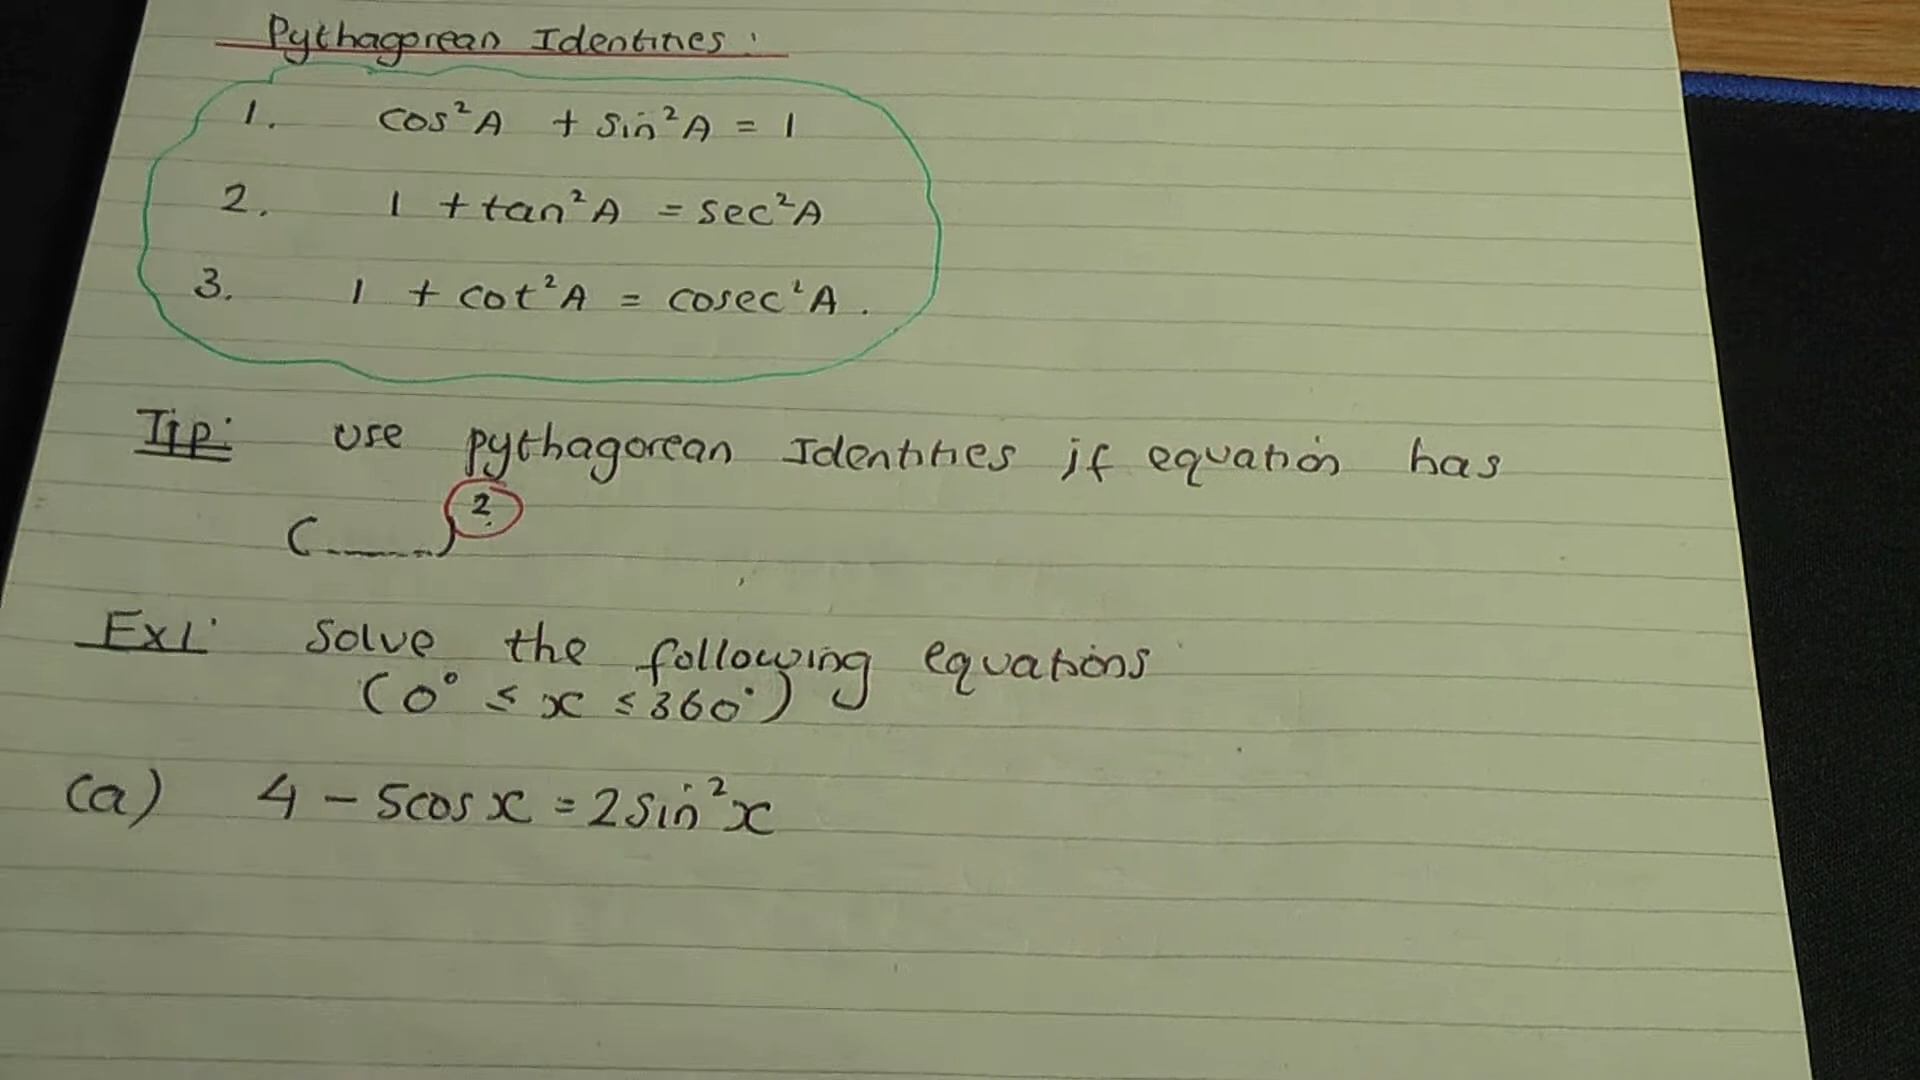 Pythagorean Identities:
1. cos²A + sin²A = 1
2. 1 + tan²A = sec²A
3. 1 + cot²A = cosec²A.
Tip: use pythagorean Identities if equation has
(......)²
Ex1: Solve the following equations
(0° ≤ x ≤ 360°)
(a) 4 - 5cos x = 2sin²x